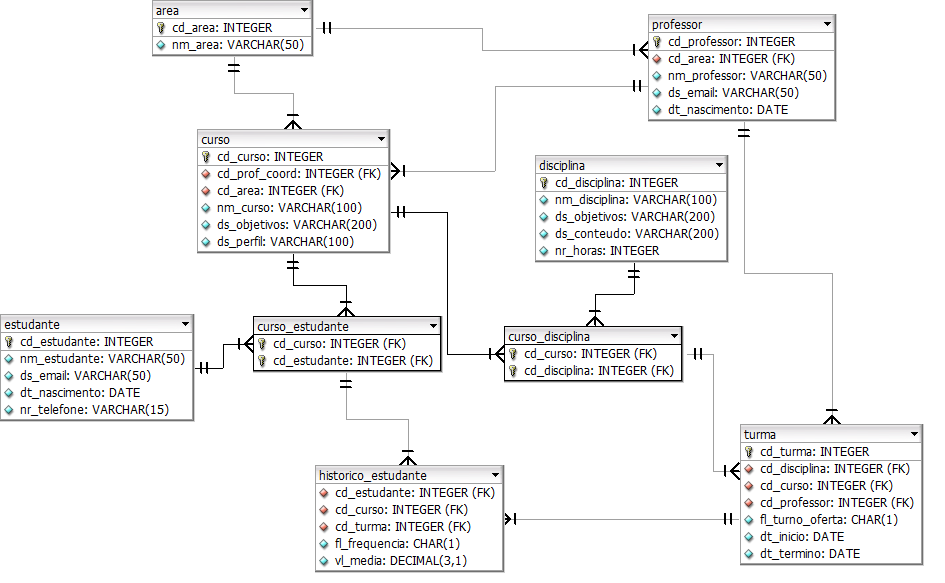 area
cd_area: INTEGER
nm_area: VARCHAR(50)
professor
cd_professor: INTEGER
cd_area: INTEGER (FK)
nm_professor: VARCHAR(50)
ds_email: VARCHAR(50)
dt_nascimento: DATE
curso
cd_curso: INTEGER
cd_prof_coord: INTEGER (FK)
cd_area: INTEGER (FK)
nm_curso: VARCHAR(100)
ds_objetivos: VARCHAR(200)
ds_perfil: VARCHAR(100)
disciplina
cd_disciplina: INTEGER
nm_disciplina: VARCHAR(100)
ds_objetivos: VARCHAR(200)
ds_conteudo: VARCHAR(200)
nr_horas: INTEGER
estudante
cd_estudante: INTEGER
nm_estudante: VARCHAR(50)
ds_email: VARCHAR(50)
dt_nascimento: DATE
nr_telefone: VARCHAR(15)
curso_estudante
cd_curso: INTEGER (FK)
cd_estudante: INTEGER (FK)
curso_disciplina
cd_curso: INTEGER (FK)
cd_disciplina: INTEGER (FK)
turma
cd_turma: INTEGER
cd_disciplina: INTEGER (FK)
cd_curso: INTEGER (FK)
cd_professor: INTEGER (FK)
fl_turno_oferta: CHAR(1)
dt_inicio: DATE
dt_termino: DATE
historico_estudante
cd_estudante: INTEGER (FK)
cd_curso: INTEGER (FK)
cd_turma: INTEGER (FK)
fl_frequencia: CHAR(1)
vl_media: DECIMAL(3,1)